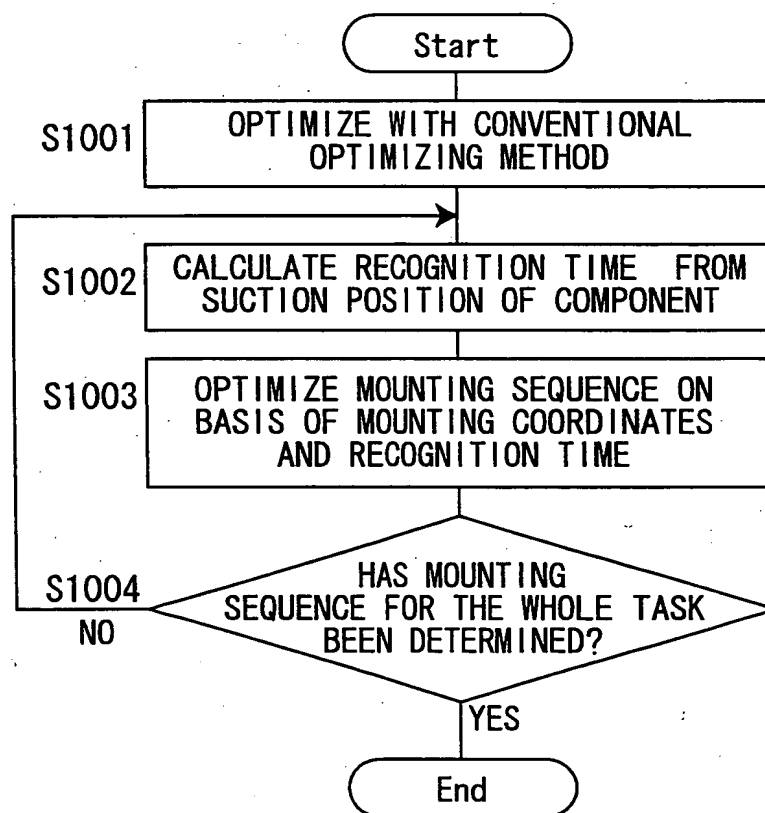 Start
S1001
OPTIMIZE WITH CONVENTIONAL
OPTIMIZING METHOD
S1002
CALCULATE RECOGNITION TIME FROM
SUCTION POSITION OF COMPONENT
S1003
OPTIMIZE MOUNTING SEQUENCE ON
BASIS OF MOUNTING COORDINATES
AND RECOGNITION TIME
S1004
NO
HAS MOUNTING
SEQUENCE FOR THE WHOLE TASK
BEEN DETERMINED?
YES
End